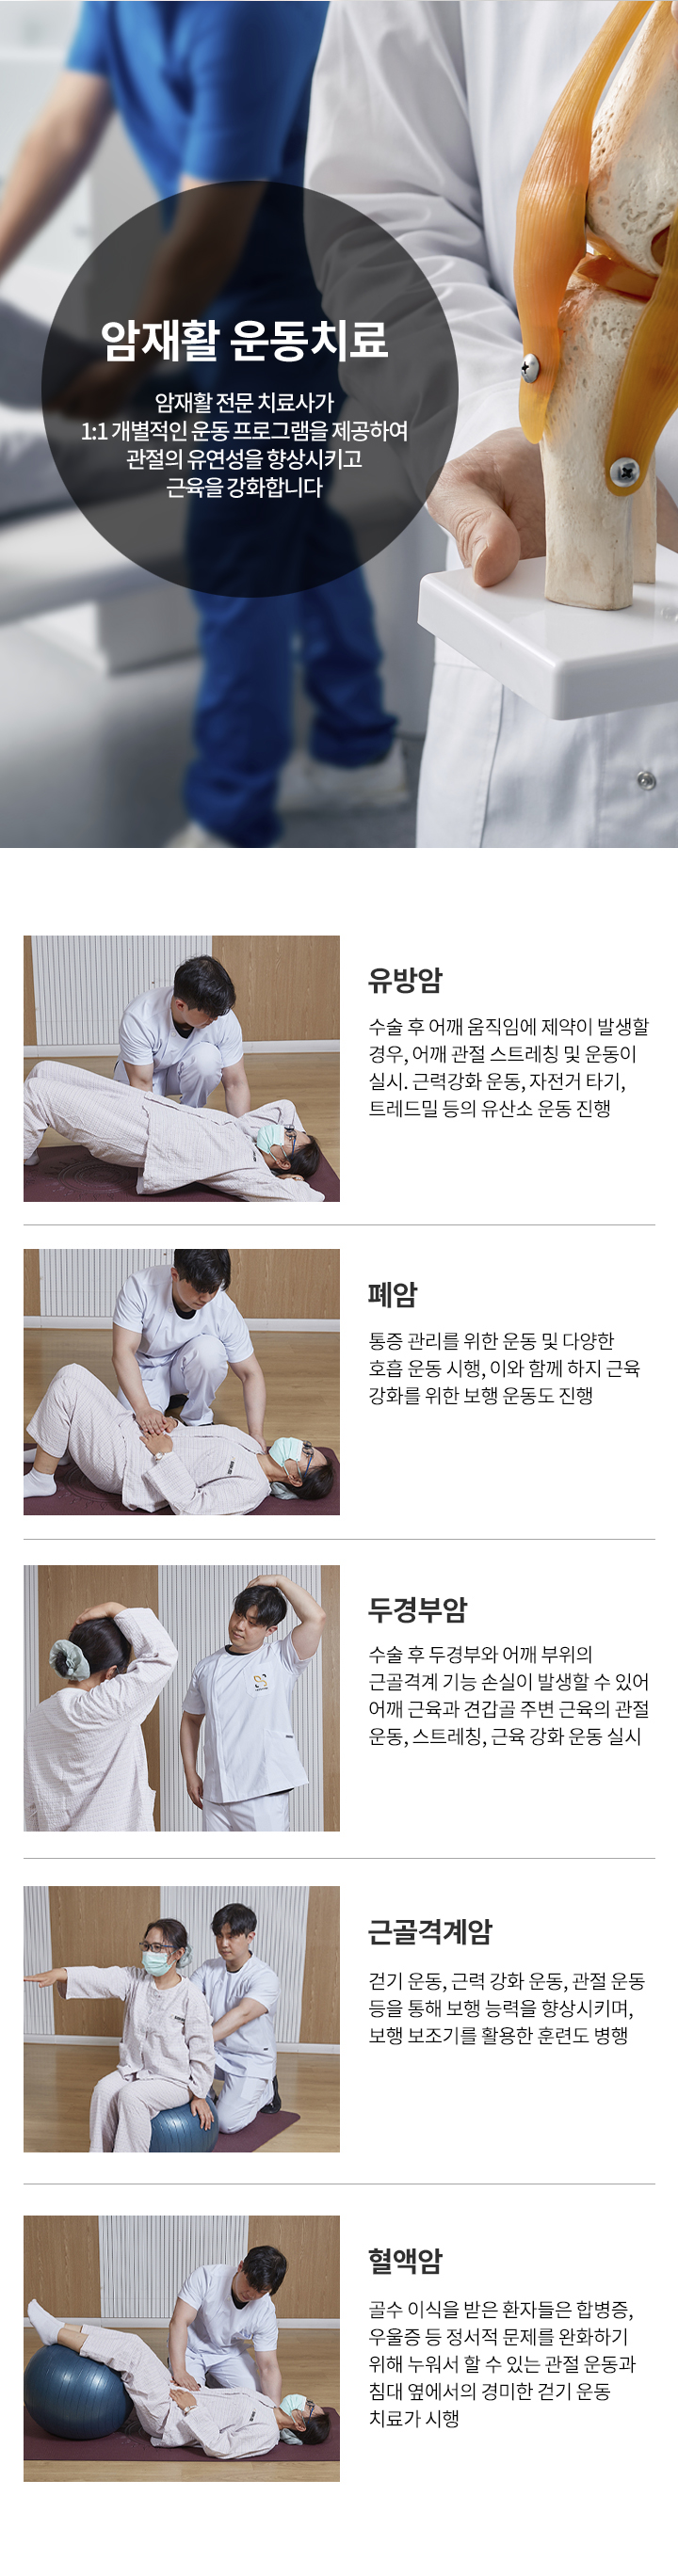 암재활 운동치료
암재활 전문 치료사가
1:1 개별적인 운동 프로그램을 제공하여
관절의 유연성을 향상시키고
근육을 강화합니다
유방암
수술 후 어깨 움직임에 제약이 발생할
경우, 어깨 관절 스트레칭 및 운동이
실시. 근력강화 운동, 자전거 타기,
트레드밀 등의 유산소 운동 진행
폐암
통증 관리를 위한 운동 및 다양한
호흡 운동 시행, 이와 함께 하지 근육
강화를 위한 보행 운동도 진행
두경부암
수술 후 두경부와 어깨 부위의
근골격계 기능 손실이 발생할 수 있어
어깨 근육과 견갑골 주변 근육의 관절
운동, 스트레칭, 근육 강화 운동 실시
근골격계암
걷기 운동, 근력 강화 운동, 관절 운동
등을 통해 보행 능력을 향상시키며,
보행 보조기를 활용한 훈련도 병행
혈액암
골수 이식을 받은 환자들은 합병증,
우울증 등 정서적 문제를 완화하기
위해 누워서 할 수 있는 관절 운동과
침대 옆에서의 경미한 걷기 운동
치료가 시행